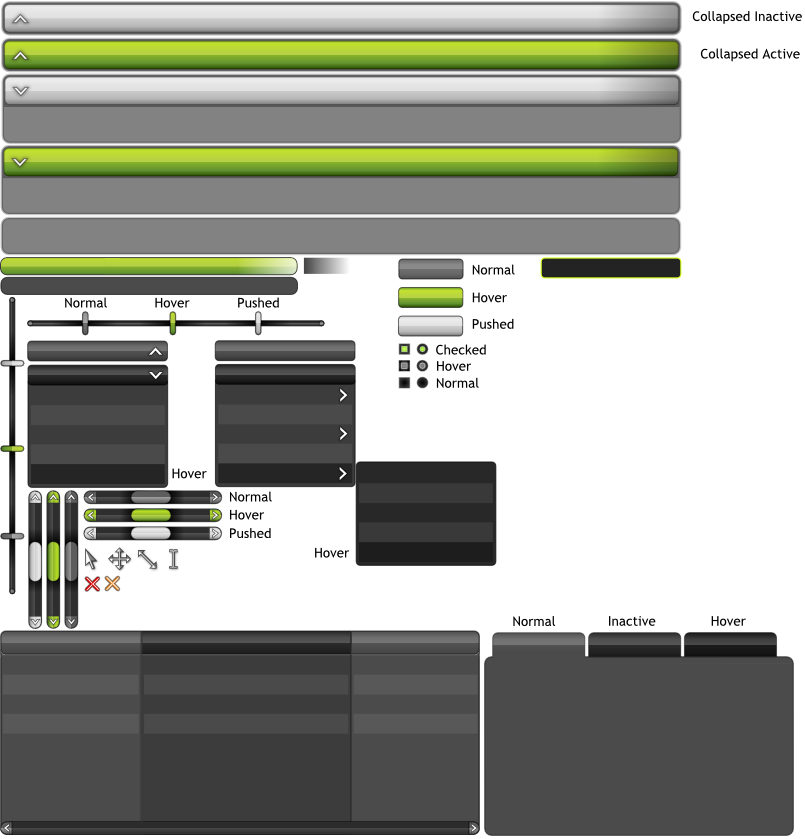 Collapsed Inactive
Collapsed Active
Normal
Hover
Pushed
Normal Hover Pushed
Checked
Hover
Normal
Hover
Normal
Hover
Pushed
Hover
Normal Inactive Hover